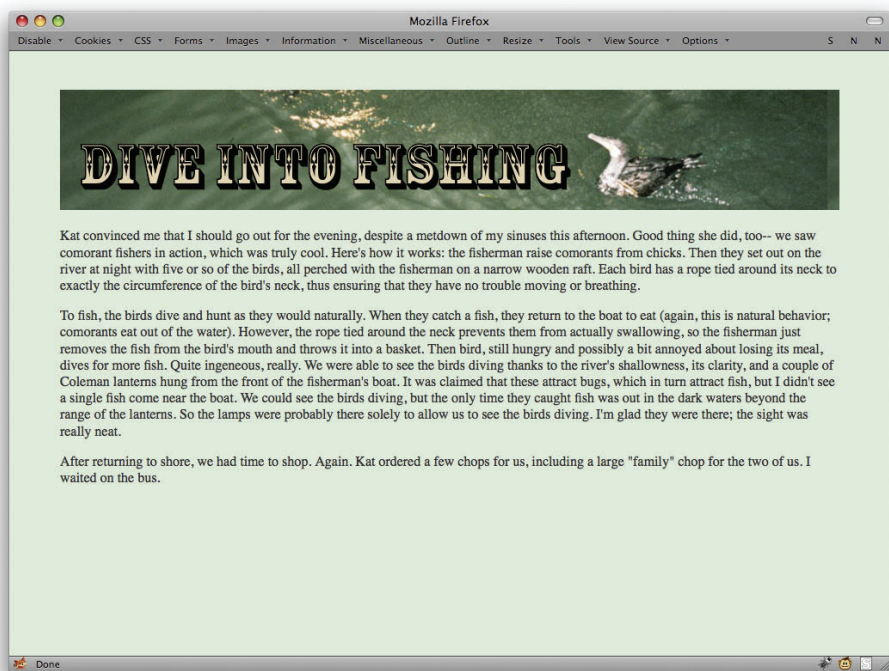 Mozilla Firefox
Disable Cookies CSS Forms Images Information Miscellaneous Outline Resize Tools View Source Options S N N
DIVE INTO FISHING
Kat convinced me that I should go out for the evening, despite a metdown of my sinuses this afternoon. Good thing she did, too-- we saw
comorant fishers in action, which was truly cool. Here's how it works: the fisherman raise comorants from chicks. Then they set out on the
river at night with five or so of the birds, all perched with the fisherman on a narrow wooden raft. Each bird has a rope tied around its neck to
exactly the circumference of the bird's neck, thus ensuring that they have no trouble moving or breathing.
To fish, the birds dive and hunt as they would naturally. When they catch a fish, they return to the boat to eat (again, this is natural behavior;
comorants eat out of the water). However, the rope tied around the neck prevents them from actually swallowing, so the fisherman just
removes the fish from the bird's mouth and throws it into a basket. Then bird, still hungry and possibly a bit annoyed about losing its meal,
dives for more fish. Quite ingeneous, really. We were able to see the birds diving thanks to the river's shallowness, its clarity, and a couple of
Coleman lanterns hung from the front of the fisherman's boat. It was claimed that these attract bugs, which in turn attract fish, but I didn't see
a single fish come near the boat. We could see the birds diving, but the only time they caught fish was out in the dark waters beyond the
range of the lanterns. So the lamps were probably there solely to allow us to see the birds diving. I'm glad they were there; the sight was
really neat.
After returning to shore, we had time to shop. Again. Kat ordered a few chops for us, including a large "family" chop for the two of us. I
waited on the bus.
Done